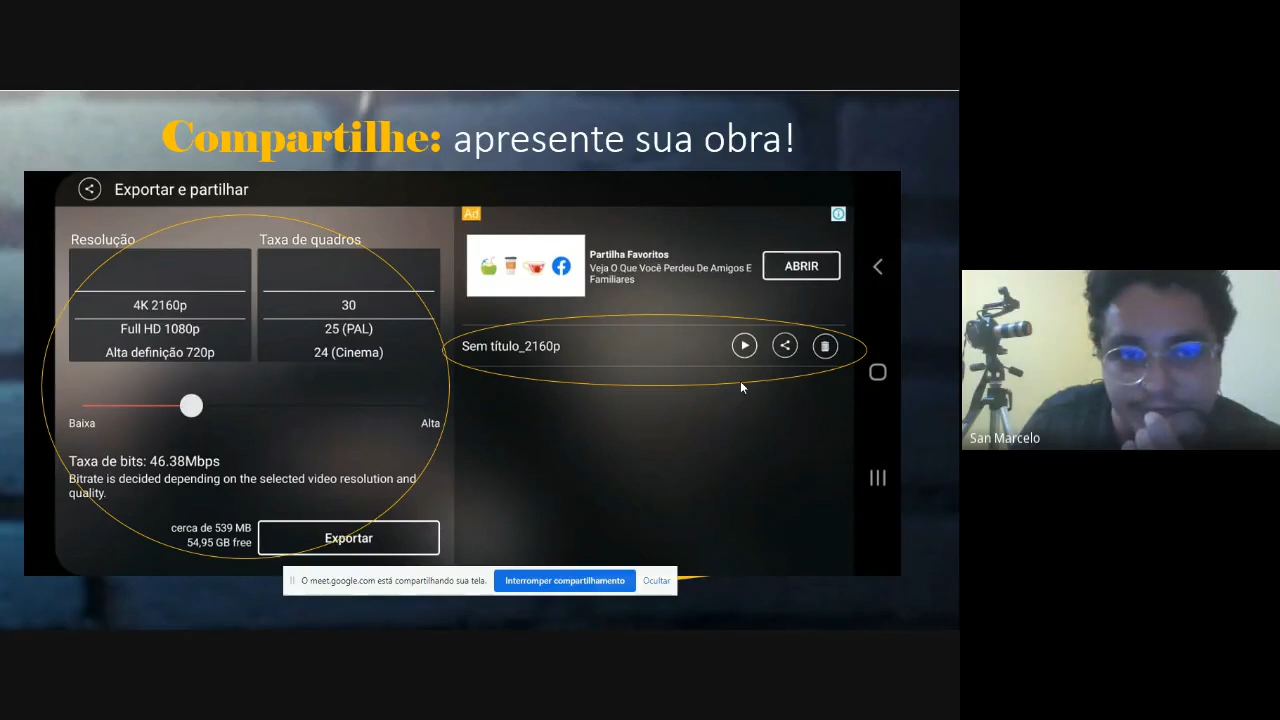 Compartilhe: apresente sua obra!
Exportar e partilhar
Resolução
Taxa de quadros
4K 2160p
Full HD 1080p
Alta definição 720p
30
25 (PAL)
24 (Cinema)
Baixa
Alta
Taxa de bits: 46.38Mbps
Bitrate is decided depending on the selected video resolution and
quality.
cerca de 539 MB
54,95 GB free
Exportar
Ad
Partilha Favoritos
Veja O Que Você Perdeu De Amigos E
Familiares
ABRIR
Sem título_2160p
O meet.google.com está compartilhando sua tela.
Interromper compartilhamento
Ocultar
San Marcelo